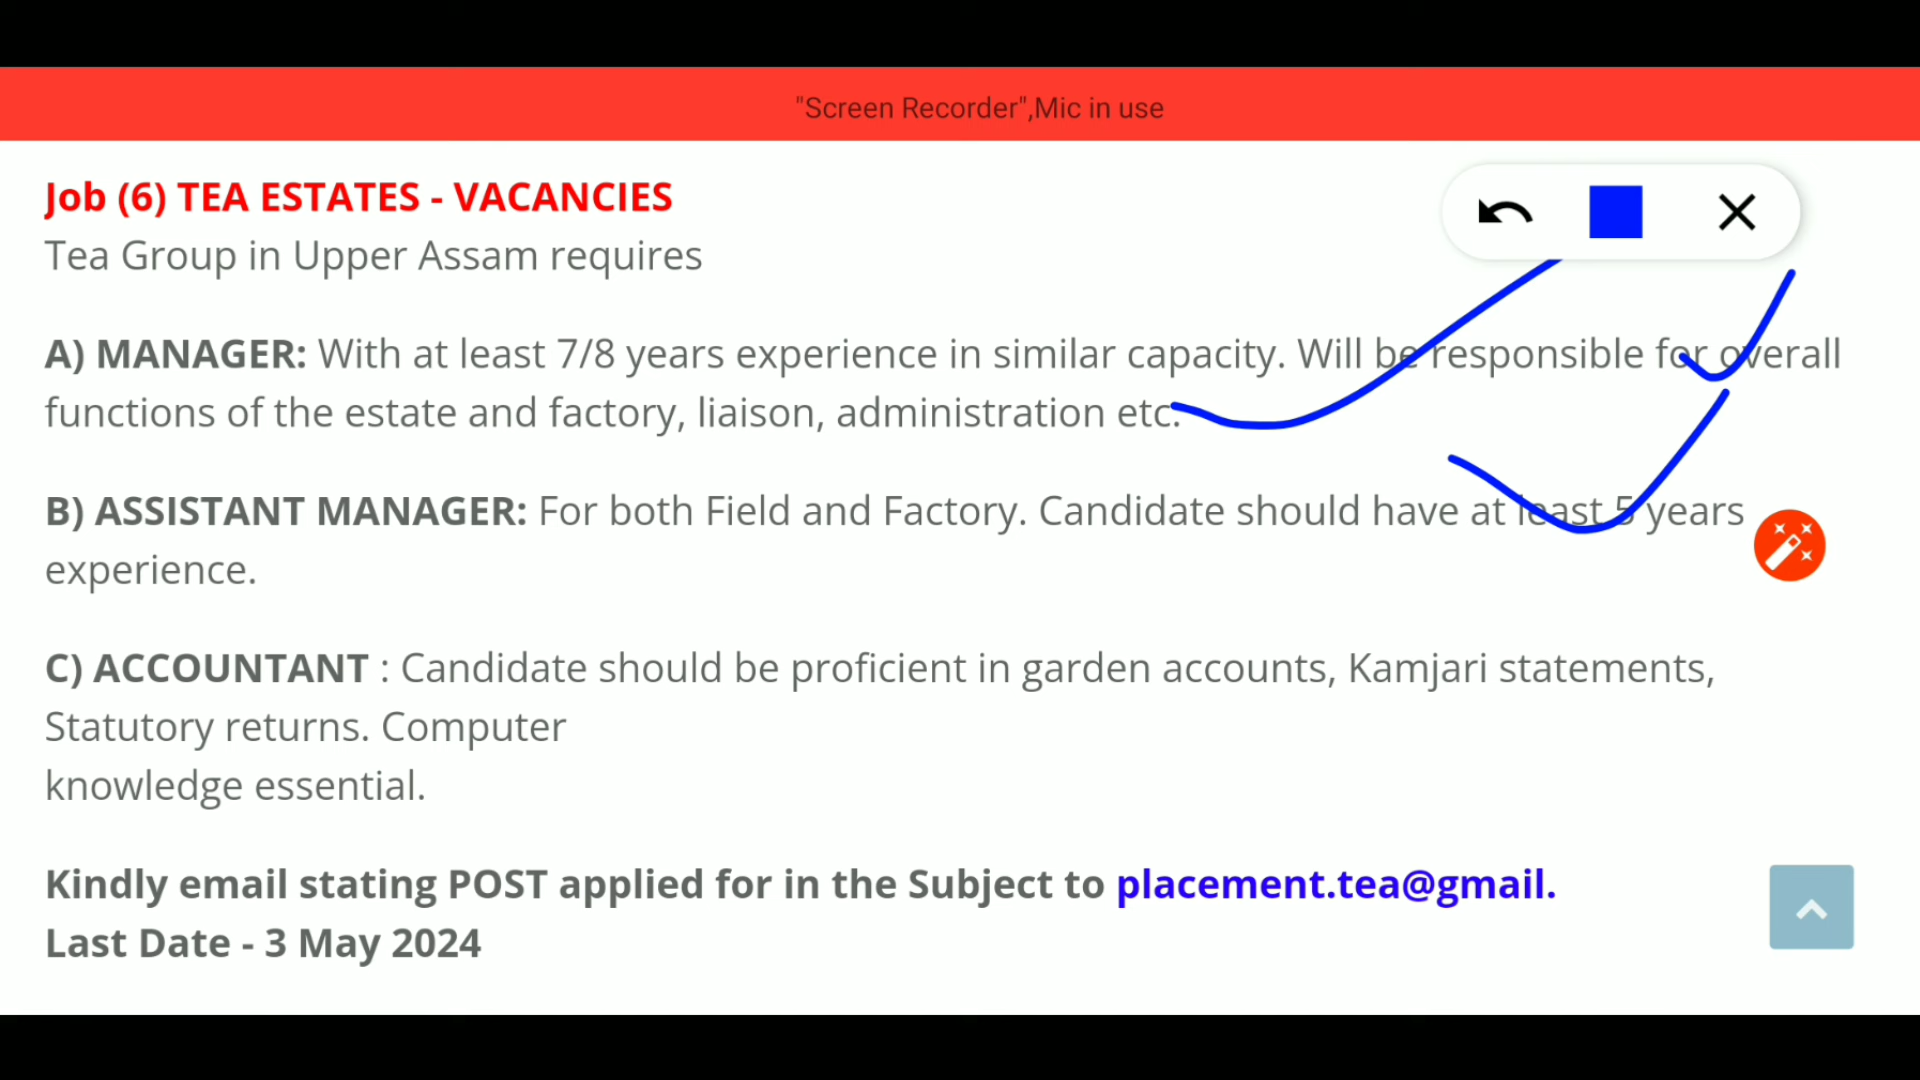 "Screen Recorder",Mic in use
Job (6) TEA ESTATES - VACANCIES
Tea Group in Upper Assam requires
A) MANAGER: With at least 7/8 years experience in similar capacity. Will be responsible for overall
functions of the estate and factory, liaison, administration etc.
B) ASSISTANT MANAGER: For both Field and Factory. Candidate should have at least 5 years
experience.
C) ACCOUNTANT : Candidate should be proficient in garden accounts, Kamjari statements,
Statutory returns. Computer
knowledge essential.
Kindly email stating POST applied for in the Subject to placement.tea@gmail.
Last Date - 3 May 2024